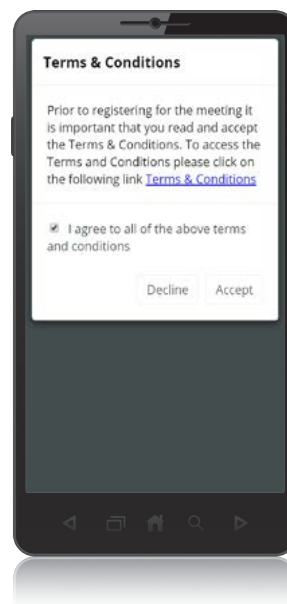 Terms & Conditions
Prior to registering for the meeting it
is important that you read and accept
the Terms & Conditions. To access the
Terms and Conditions please click on
the following link Terms & Conditions
I agree to all of the above terms
and conditions
Decline Accept